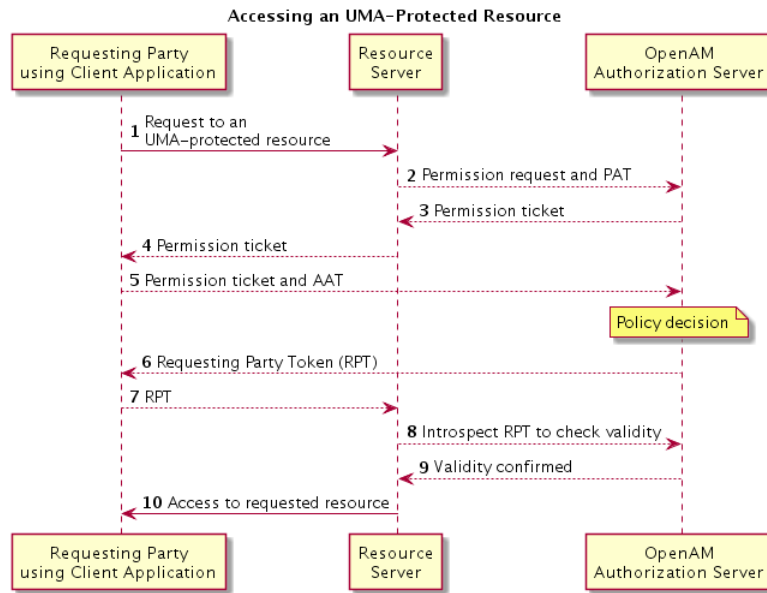 Accessing an UMA-Protected Resource
Requesting Party
using Client Application
Resource
Server
OpenAM
Authorization Server
1 Request to an
UMA-protected resource
2 Permission request and PAT
3 Permission ticket
4 Permission ticket
5 Permission ticket and AAT
Policy decision
6 Requesting Party Token (RPT)
7 RPT
8 Introspect RPT to check validity
9 Validity confirmed
10 Access to requested resource
Requesting Party
using Client Application
Resource
Server
OpenAM
Authorization Server